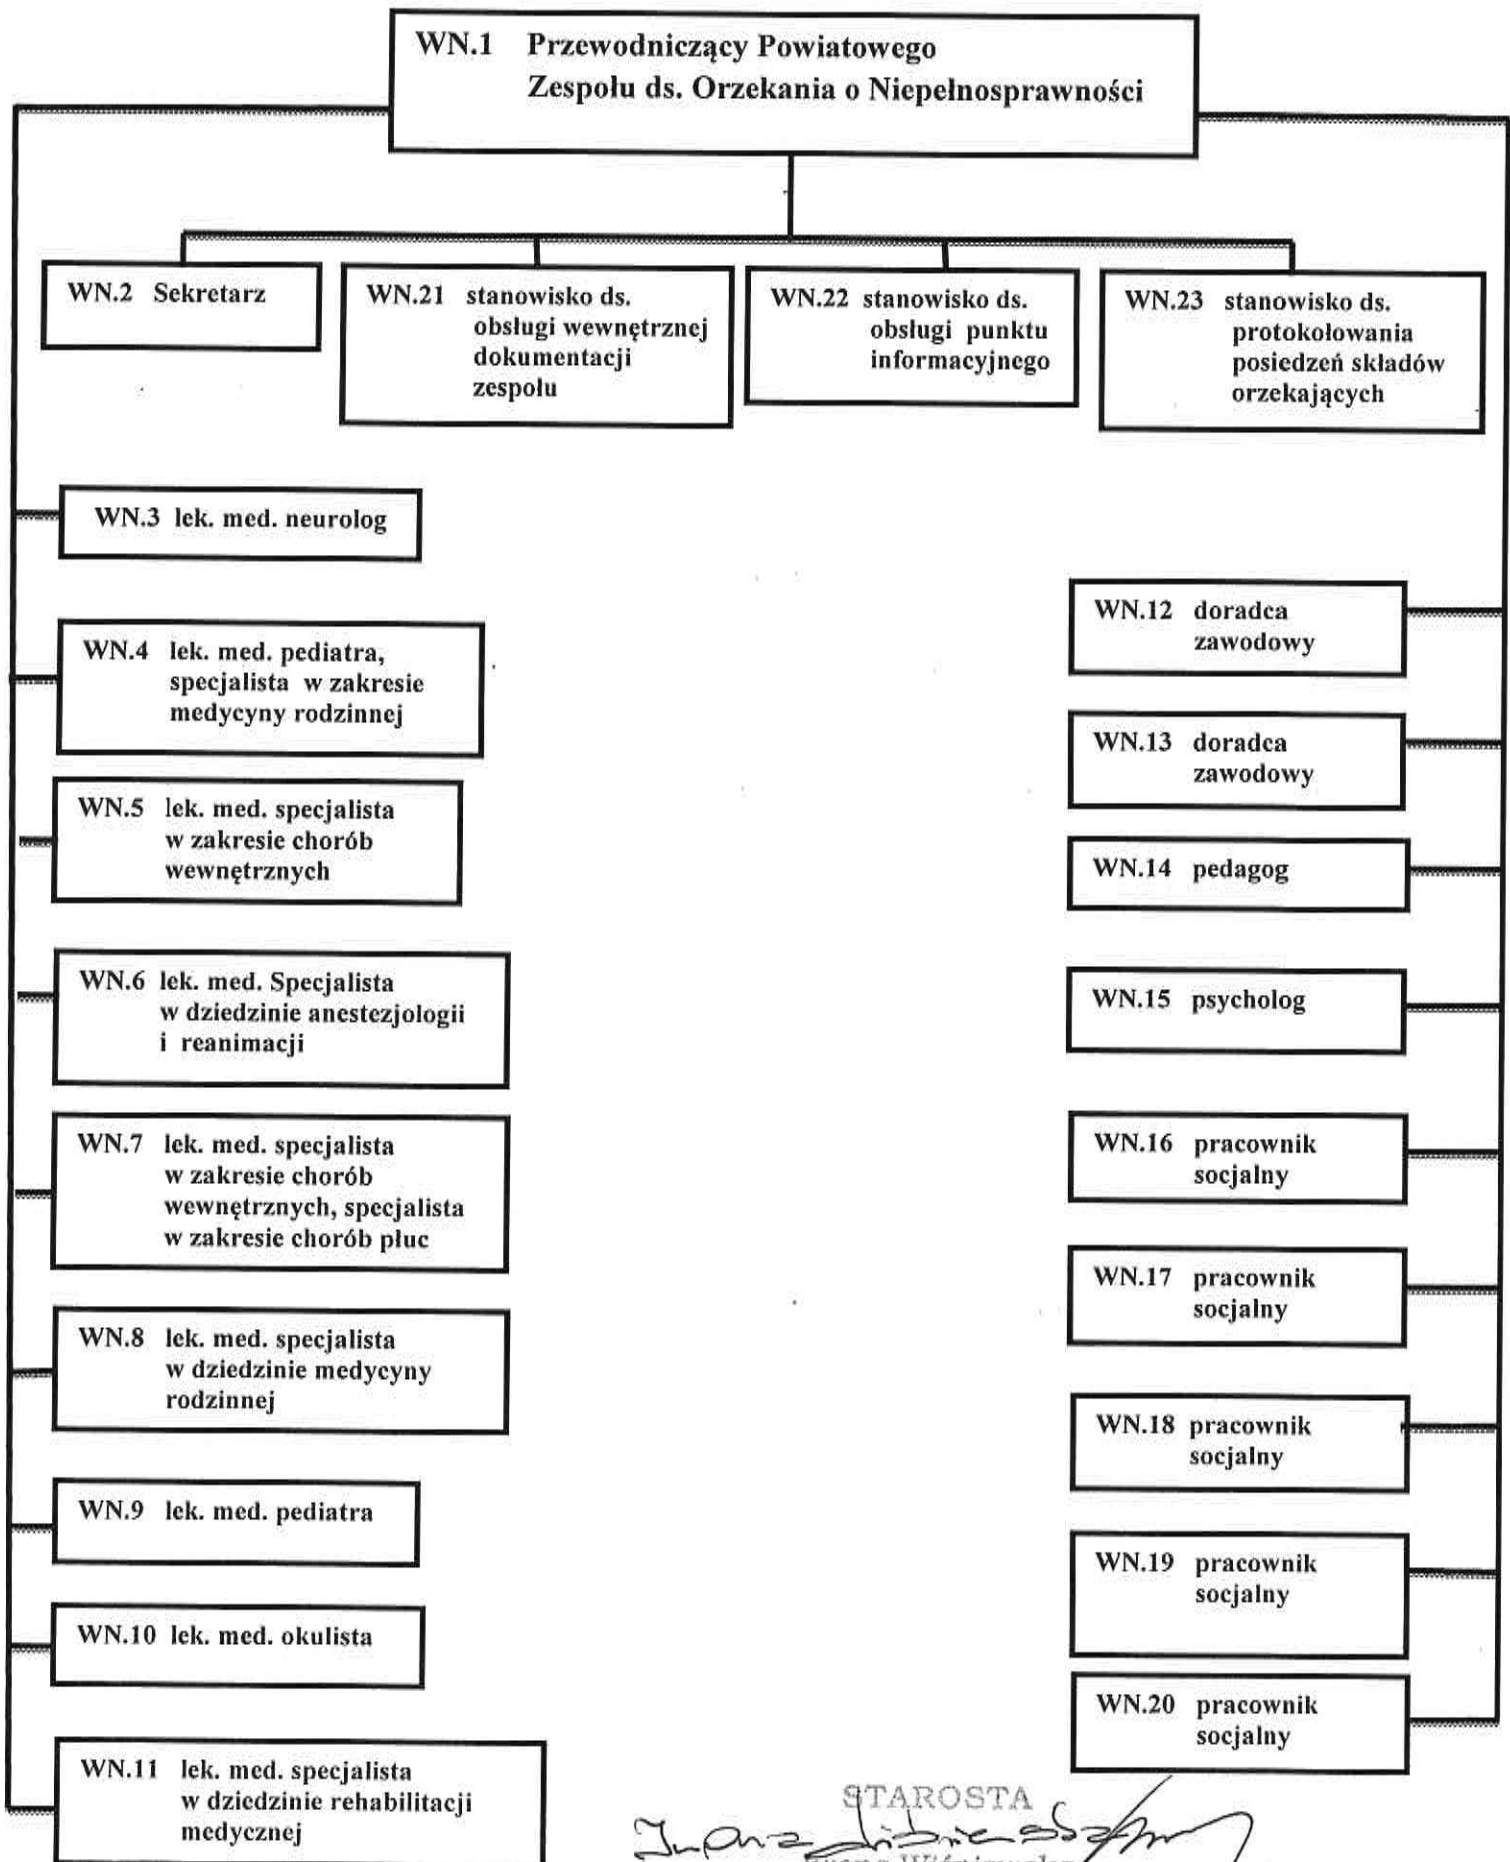 WN.1 Przewodniczący Powiatowego
Zespołu ds. Orzekania o Niepełnosprawności
WN.2 Sekretarz
WN.21 stanowisko ds.
obsługi wewnętrznej
dokumentacji
zespołu
WN.22 stanowisko ds.
obsługi punktu
informacyjnego
WN.23 stanowisko ds.
protokołowania
posiedzeń składów
orzekających
WN.3 lek. med. neurolog
WN.4 lek. med. pediatra,
specjalista w zakresie
medycyny rodzinnej
WN.5 lek. med. specjalista
w zakresie chorób
wewnętrznych
WN.6 lek. med. Specjalista
w dziedzinie anestezjologii
i reanimacji
WN.7 lek. med. specjalista
w zakresie chorób
wewnętrznych, specjalista
w zakresie chorób płuc
WN.8 lek. med. specjalista
w dziedzinie medycyny
rodzinnej
WN.9 lek. med. pediatra
WN.10 lek. med. okulista
WN.11 lek. med. specjalista
w dziedzinie rehabilitacji
medycznej
WN.12 doradca
zawodowy
WN.13 doradca
zawodowy
WN.14 pedagog
WN.15 psycholog
WN.16 pracownik
socjalny
WN.17 pracownik
socjalny
WN.18 pracownik
socjalny
WN.19 pracownik
socjalny
WN.20 pracownik
socjalny
STAROSTA